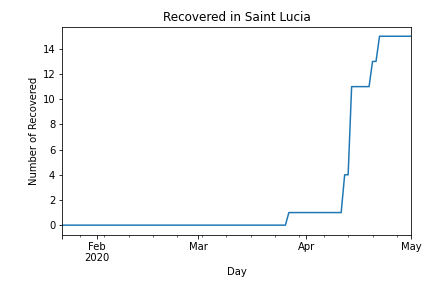 Recovered in Saint Lucia
Number of Recovered
14
12
10
8
6
4
2
0
Feb
2020
Mar
Apr
May
Day